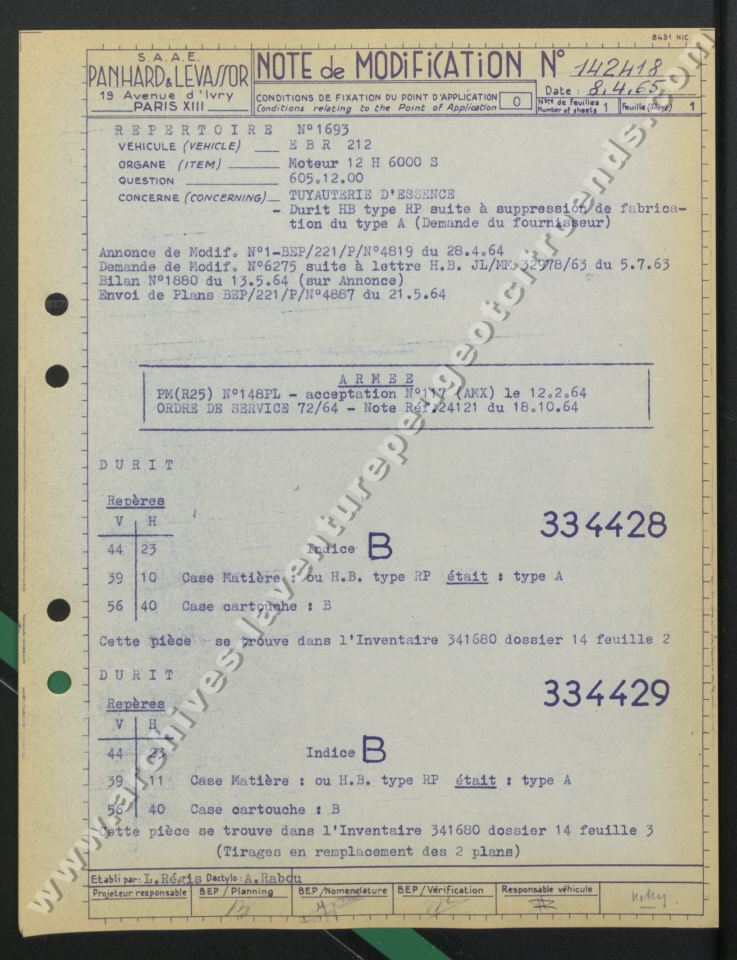 8431 NIC
S.A.A.E.
PANHARD & LEVASSOR
19 Avenue d'Ivry
PARIS XIII
NOTE de MODIFICATION N° 142418
Date : 8.4.65
CONDITIONS DE FIXATION DU POINT D'APPLICATION
Conditions relating to the Point of Application
0
Nbre de feuilles
Number of sheets 1
Feuille (Sheet) 1
REPERTOIRE N°1693
VEHICULE (VEHICLE) EBR 212
ORGANE (ITEM) Moteur 12 H 6000 S
QUESTION 605.12.00
CONCERNE (CONCERNING) TUYAUTERIE D'ESSENCE
- Durit HB type RP suite à suppression de fabrica-
tion du type A (Demande du fournisseur)
Annonce de Modif. N°1-BEP/221/P/N°4819 du 28.4.64
Demande de Modif. N°6275 suite à lettre H.B. JL/MM 32978/63 du 5.7.63
Bilan N°1880 du 13.5.64 (sur Annonce)
Envoi de Plans BEP/221/P/N°4887 du 21.5.64
ARMEE
PM(R25) N°148PL - acceptation N°117 (AMX) le 12.2.64
ORDRE DE SERVICE 72/64 - Note Réf.24121 du 18.10.64
DURIT
Repères
V H
334428
44 23 Indice B
39 10 Case Matière : ou H.B. type RP était : type A
56 40 Case cartouche : B
Cette pièce se trouve dans l'Inventaire 341680 dossier 14 feuille 2
DURIT
334429
Repères
V H
44 23 Indice B
39 11 Case Matière : ou H.B. type RP était : type A
56 40 Case cartouche : B
Cette pièce se trouve dans l'Inventaire 341680 dossier 14 feuille 3
(Tirages en remplacement des 2 plans)
Etabli par: L.Régis Dactylo: A.Rabou
Projeteur responsable
BEP / Planning
BEP /Nomenclature
BEP /Vérification
Responsable véhicule
www.archives.laventurepeugeotcitroends.com